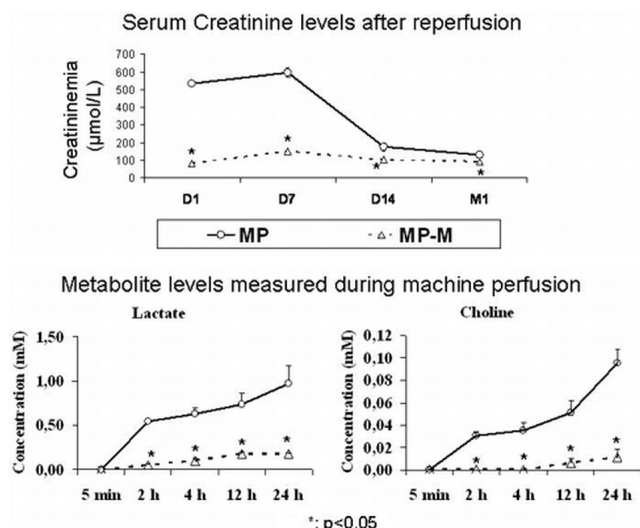 Serum Creatinine levels after reperfusion
Creatininemia
(µmol/L)
700
600
500
400
300
200
100
0
*
*
*
*
D1 D7 D14 M1
MP MP-M
Metabolite levels measured during machine perfusion
Lactate
Concentration (mM)
1,50
1,00
0,50
0,00
* * * *
5 min 2 h 4 h 12 h 24 h
Choline
Concentration (mM)
0,12
0,10
0,08
0,06
0,04
0,02
0,00
* * * *
5 min 2 h 4 h 12 h 24 h
*: p<0.05